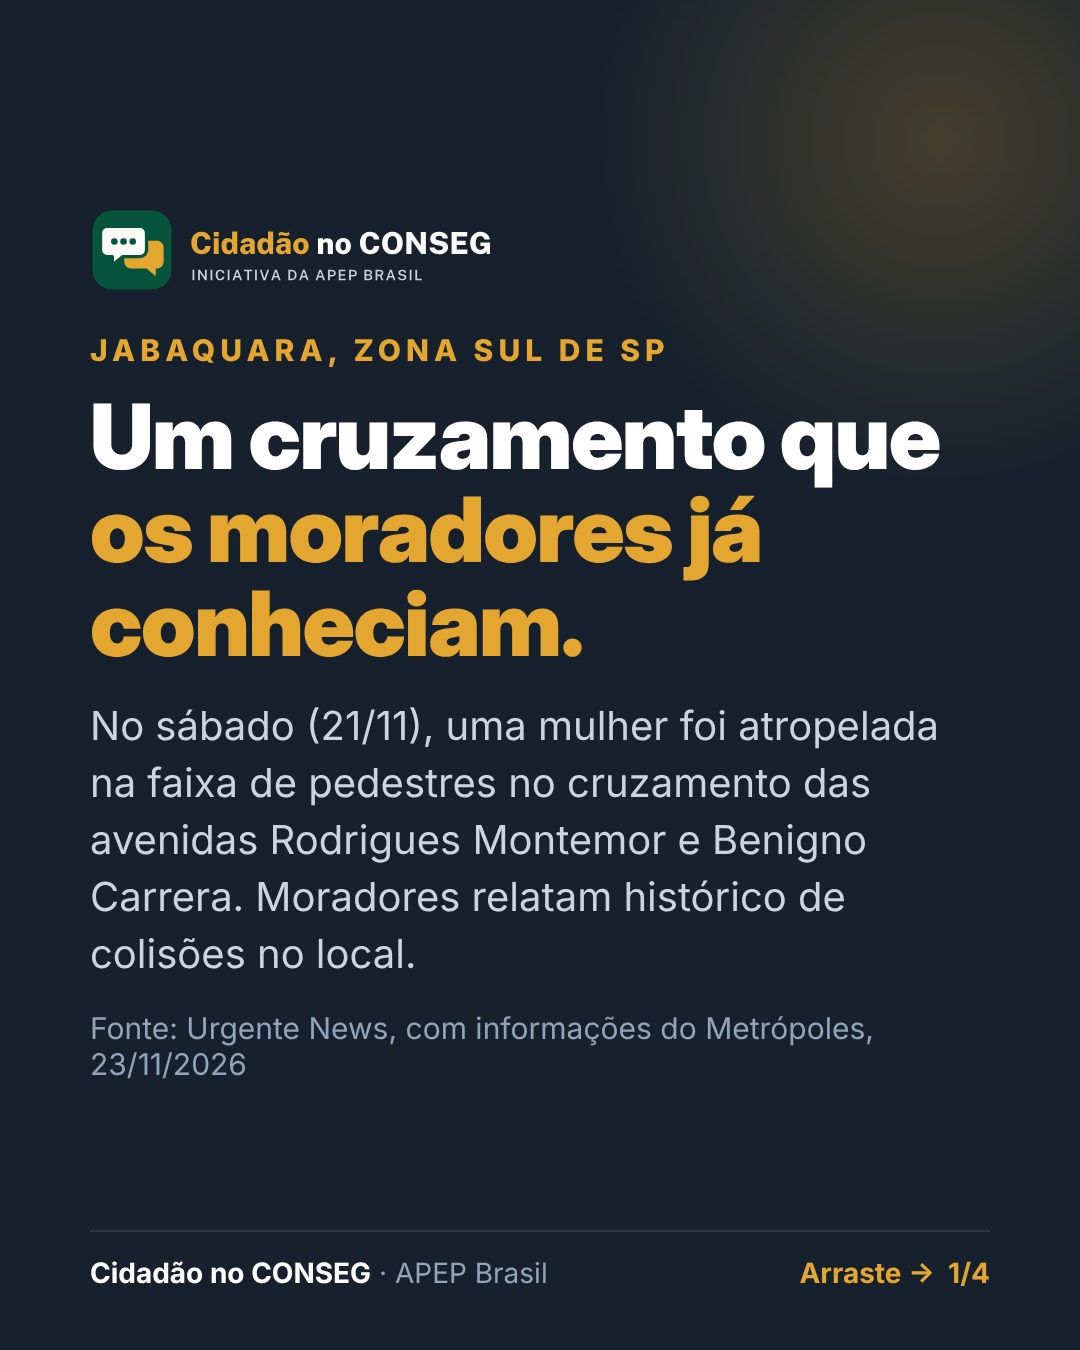 Cidadão no CONSEG
INICIATIVA DA APEP BRASIL
JABAQUARA, ZONA SUL DE SP
Um cruzamento que
os moradores já
conheciam.
No sábado (21/11), uma mulher foi atropelada
na faixa de pedestres no cruzamento das
avenidas Rodrigues Montemor e Benigno
Carrera. Moradores relatam histórico de
colisões no local.
Fonte: Urgente News, com informações do Metrópoles,
23/11/2026
Cidadão no CONSEG · APEP Brasil
Arraste → 1/4